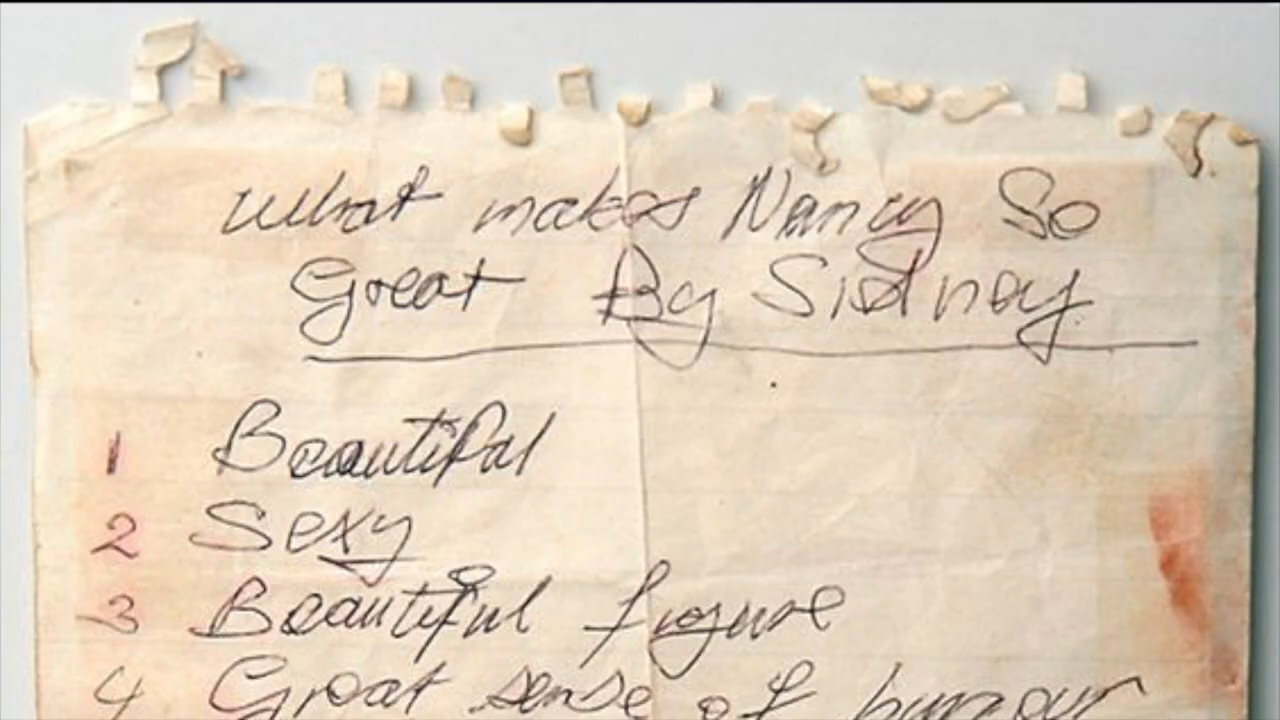 What makes Nancy So
Great By Sidney
1 Beautiful
2 Sexy
3 Beautiful figure
4 Great sense of humour